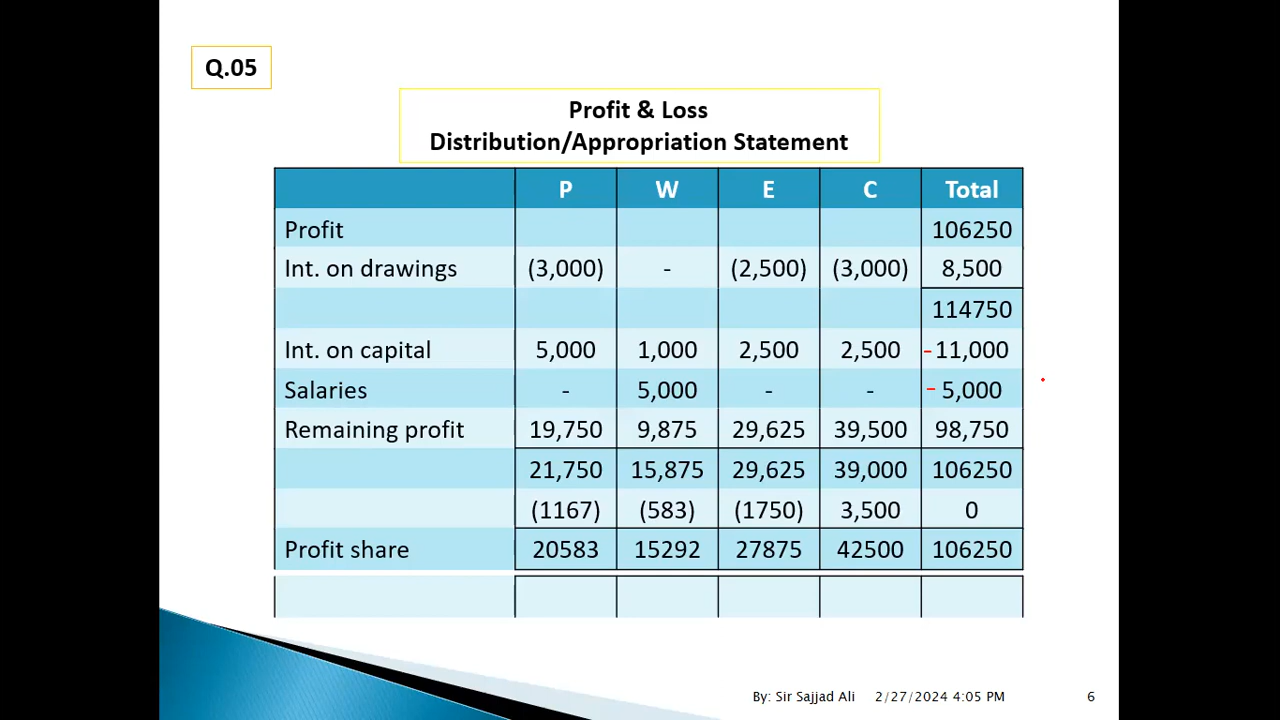 Q.05
Profit & Loss
Distribution/Appropriation Statement
P W E C Total
Profit 106250
Int. on drawings (3,000) - (2,500) (3,000) 8,500
114750
Int. on capital 5,000 1,000 2,500 2,500 -11,000
Salaries - 5,000 - - - 5,000
Remaining profit 19,750 9,875 29,625 39,500 98,750
21,750 15,875 29,625 39,000 106250
(1167) (583) (1750) 3,500 0
Profit share 20583 15292 27875 42500 106250
By: Sir Sajjad Ali 2/27/2024 4:05 PM 6